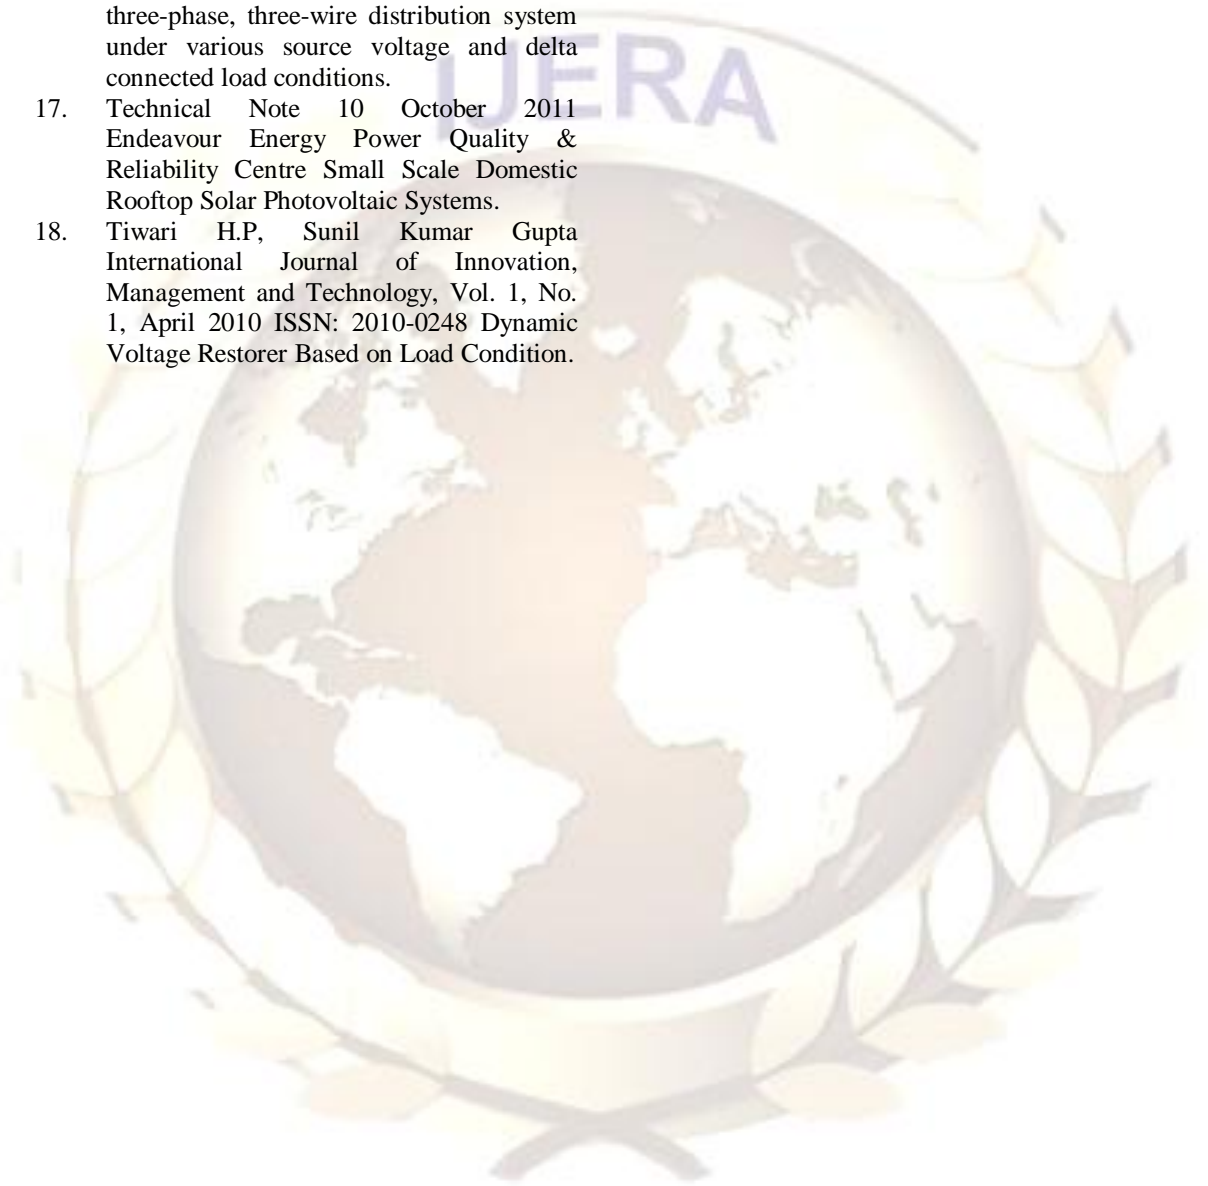 IJERA
three-phase, three-wire distribution system
under various source voltage and delta
connected load conditions.
17. Technical Note 10 October 2011
Endeavour Energy Power Quality &
Reliability Centre Small Scale Domestic
Rooftop Solar Photovoltaic Systems.
18. Tiwari H.P, Sunil Kumar Gupta
International Journal of Innovation,
Management and Technology, Vol. 1, No.
1, April 2010 ISSN: 2010-0248 Dynamic
Voltage Restorer Based on Load Condition.